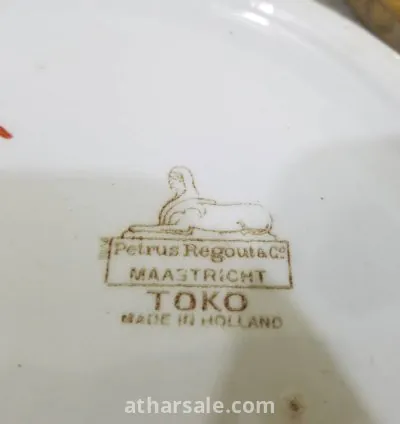 Petrus Regout & Co
MAASTRICHT
TOKO
MADE IN HOLLAND
atharsale.com